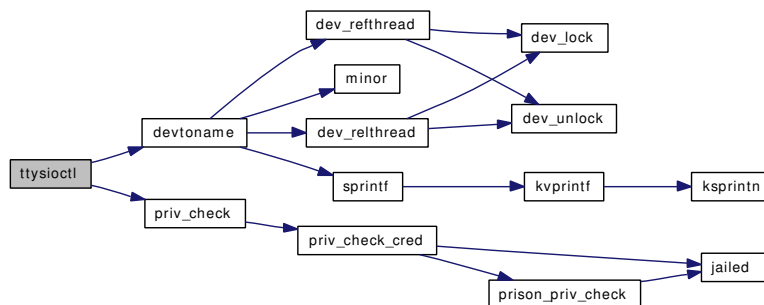 dev_refthread
dev_lock
minor
dev_unlock
devtoname
dev_relthread
ttysioctl
sprintf
kvprintf
ksprintn
priv_check
priv_check_cred
jailed
prison_priv_check